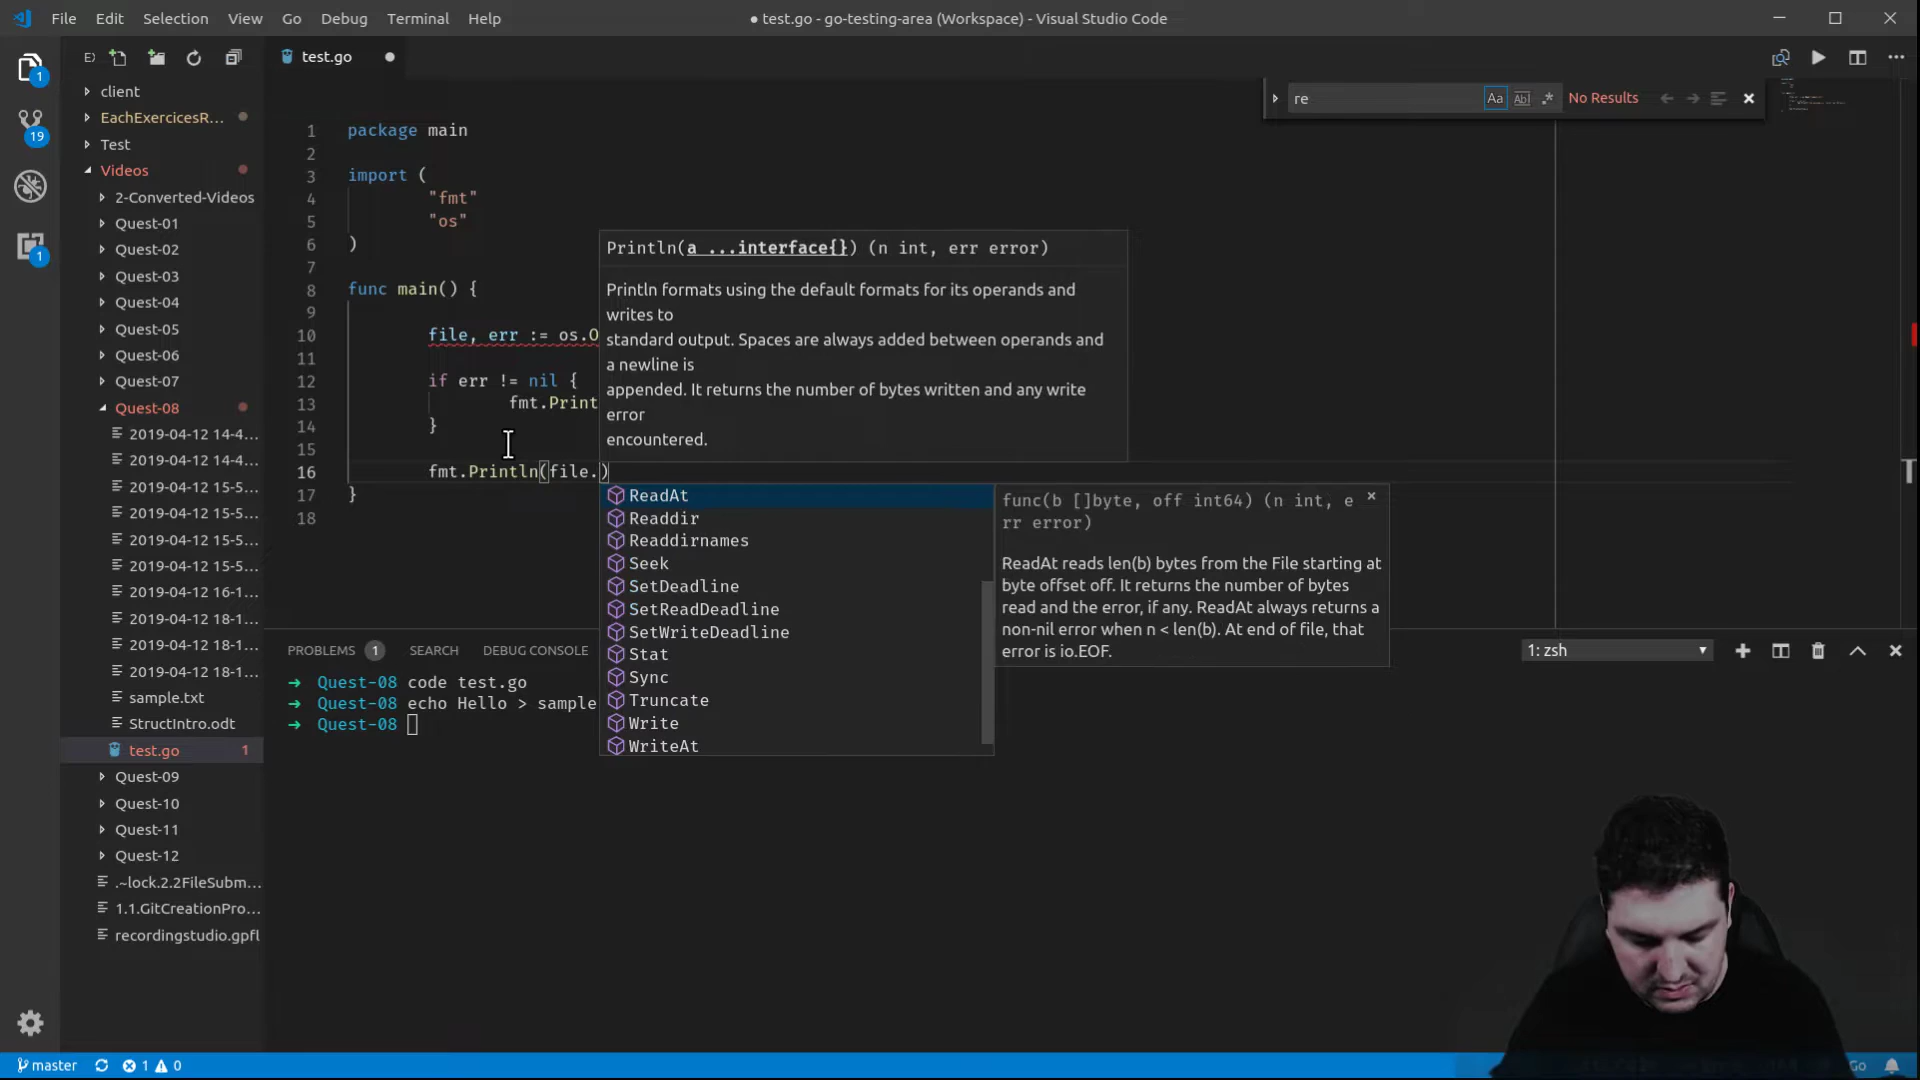 File Edit Selection View Go Debug Terminal Help
● test.go - go-testing-area (Workspace) - Visual Studio Code
test.go
re
Aa
Abl
.*
No Results
1
19
1
client
EachExercicesR...
Test
Videos
2-Converted-Videos
Quest-01
Quest-02
Quest-03
Quest-04
Quest-05
Quest-06
Quest-07
Quest-08
2019-04-12 14-4...
2019-04-12 14-4...
2019-04-12 15-5...
2019-04-12 15-5...
2019-04-12 15-5...
2019-04-12 15-5...
2019-04-12 16-1...
2019-04-12 18-1...
2019-04-12 18-1...
2019-04-12 18-1...
sample.txt
StructIntro.odt
test.go 1
Quest-09
Quest-10
Quest-11
Quest-12
.~lock.2.2FileSubm...
1.1.GitCreationPro...
recordingstudio.gpfl
1 package main
2
3 import (
4 "fmt"
5 "os"
6 )
7
8 func main() {
9
10 file, err := os.O
11
12 if err != nil {
13 fmt.Print
14 }
15
16 fmt.Println(file.)
17 }
18
Println(a ...interface{}) (n int, err error)
Println formats using the default formats for its operands and
writes to
standard output. Spaces are always added between operands and
a newline is
appended. It returns the number of bytes written and any write
error
encountered.
ReadAt
Readdir
Readdirnames
Seek
SetDeadline
SetReadDeadline
SetWriteDeadline
Stat
Sync
Truncate
Write
WriteAt
func(b []byte, off int64) (n int, e
rr error)
ReadAt reads len(b) bytes from the File starting at
byte offset off. It returns the number of bytes
read and the error, if any. ReadAt always returns a
non-nil error when n < len(b). At end of file, that
error is io.EOF.
PROBLEMS 1 SEARCH DEBUG CONSOLE
1: zsh
➜ Quest-08 code test.go
➜ Quest-08 echo Hello > sample
➜ Quest-08
master
1 0
Go